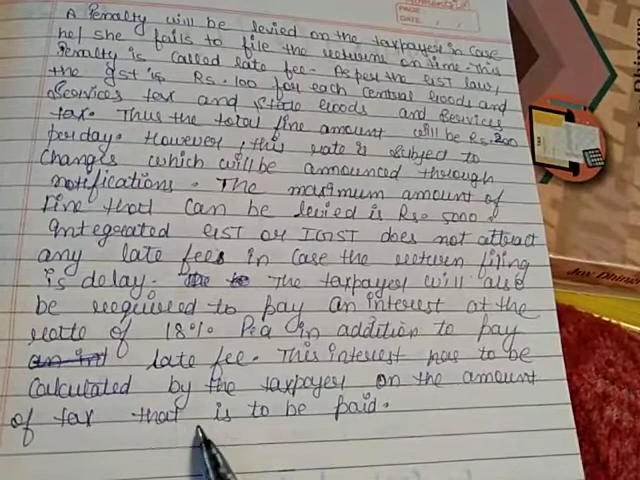 PAGE
DATE
A Penalty will be levied on the taxpayer in case
he/ she fails to file the returns on time. This
Penalty is called late fee. As per the GST law,
the gst is Rs. 100 for each Central Goods and
Services tax and State Goods and Services
tax. Thus the total fine amount will be Rs. 200
per day. However, this rate is subject to
changes which will be announced through
notifications. The maximum amount of
fine that can be levied is Rs. 5000.
Integerated GST or IGST does not attract
any late fees in case the return filing
is delay. The taxpayer will also
be required to pay an interest at the
ratte of 18% P.a in addition to pay
late fee. This interest has to be
Calculated by the taxpayer on the amount
of tax that is to be paid.
Jay Dhiner